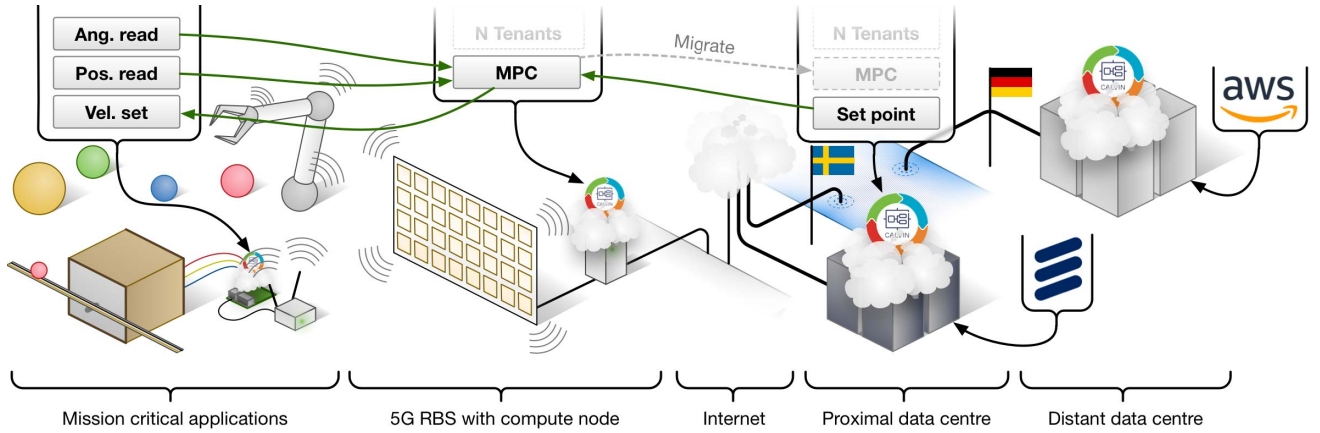 Ang. read
Pos. read
Vel. set
N Tenants
MPC
Migrate
N Tenants
MPC
Set point
CALVIN
aws
CALVIN
CALVIN
Mission critical applications
5G RBS with compute node
Internet
Proximal data centre
Distant data centre